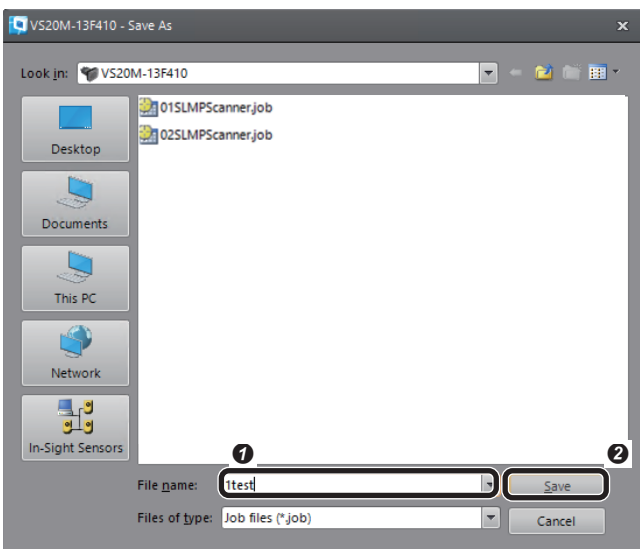 VS20M-13F410 - Save As
Look in: VS20M-13F410
01SLMPScanner.job
02SLMPScanner.job
Desktop
Documents
This PC
Network
In-Sight Sensors
1 2
File name: 1test Save
Files of type: Job files (*.job) Cancel